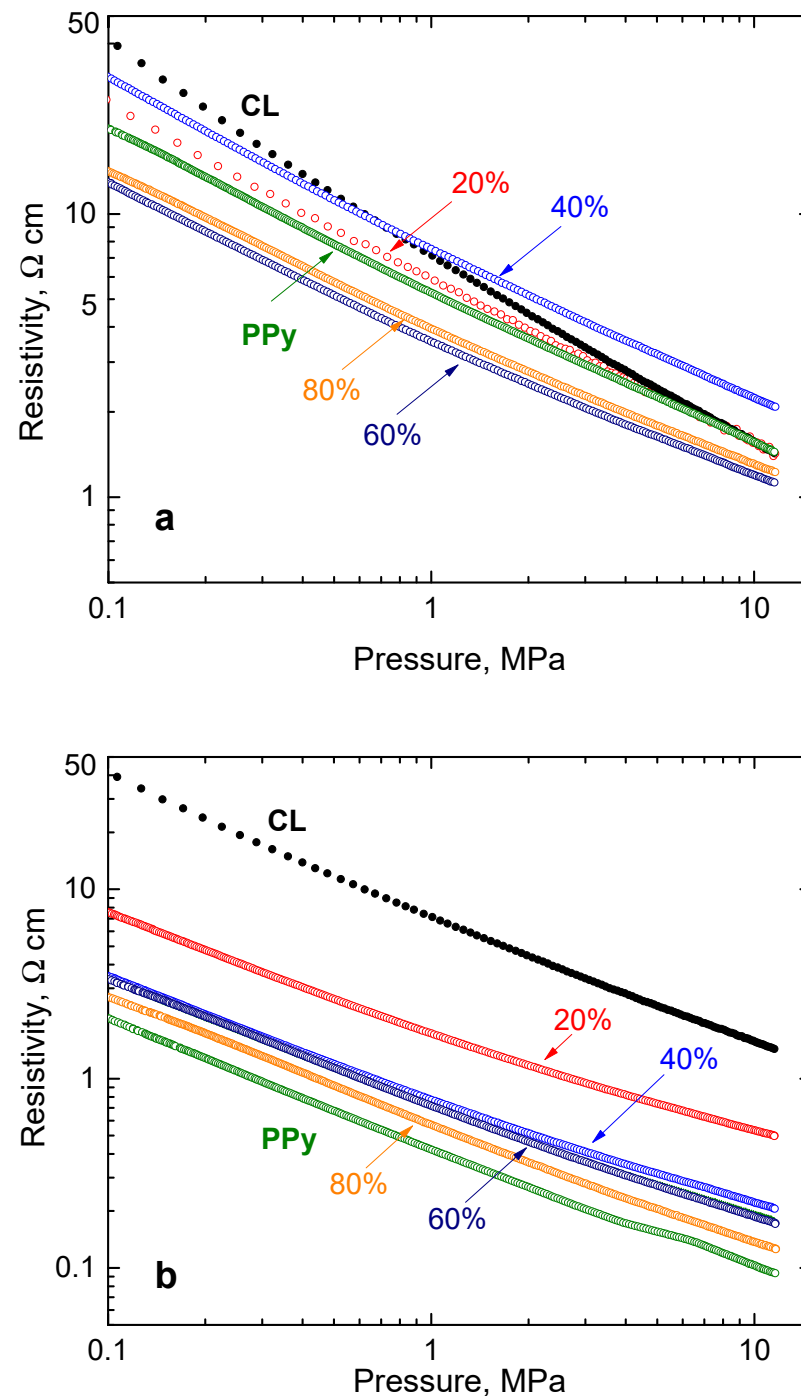 50
CL
20%
40%
10
5
PPy
80%
60%
1
a
0.1
1
10
Resistivity, Ω cm
Pressure, MPa
50
CL
10
20%
40%
1
PPy
80%
60%
0.1
b
0.1
1
10
Resistivity, Ω cm
Pressure, MPa